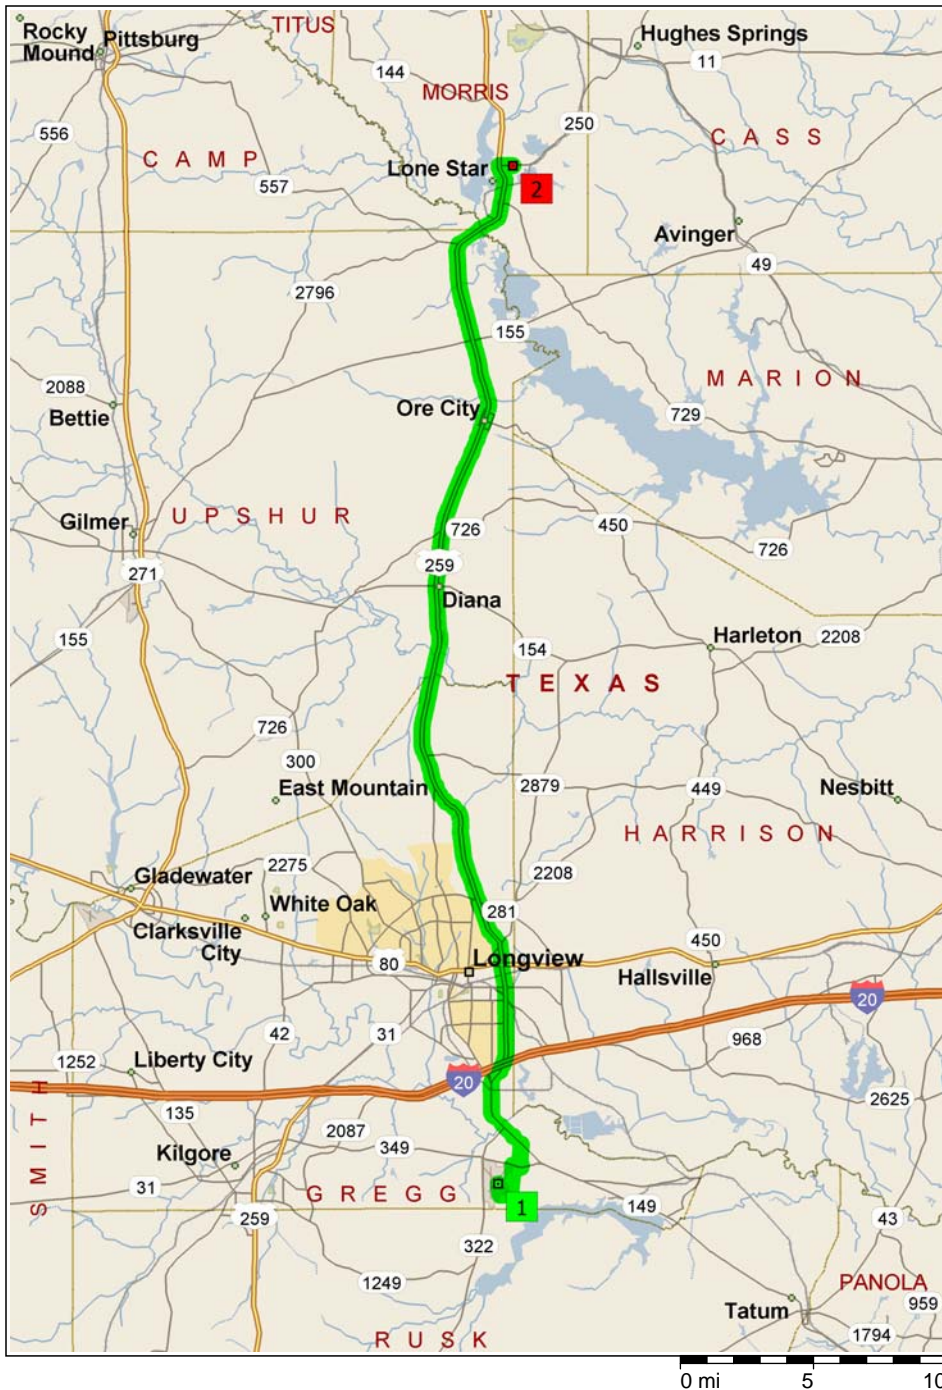 TITUS
Rocky
Mound
Pittsburg
Hughes Springs
11
144
MORRIS
556
250
CASS
CAMP
Lone Star
557
2
Avinger
49
2796
155
MARION
2088
Bettie
Ore City
729
UPSHUR
Gilmer
726
450
726
259
271
Diana
155
Harleton
2208
154
TEXAS
726
300
East Mountain
2879
449
Nesbitt
HARRISON
Gladewater
2275
2208
White Oak
281
Clarksville
City
450
80
Longview
Hallsville
20
42
31
968
1252
Liberty City
20
SMITH
135
2625
2087
349
Kilgore
31
GREGG
1
149
259
43
322
1249
PANOLA
959
Tatum
RUSK
1794
0 mi 5 10